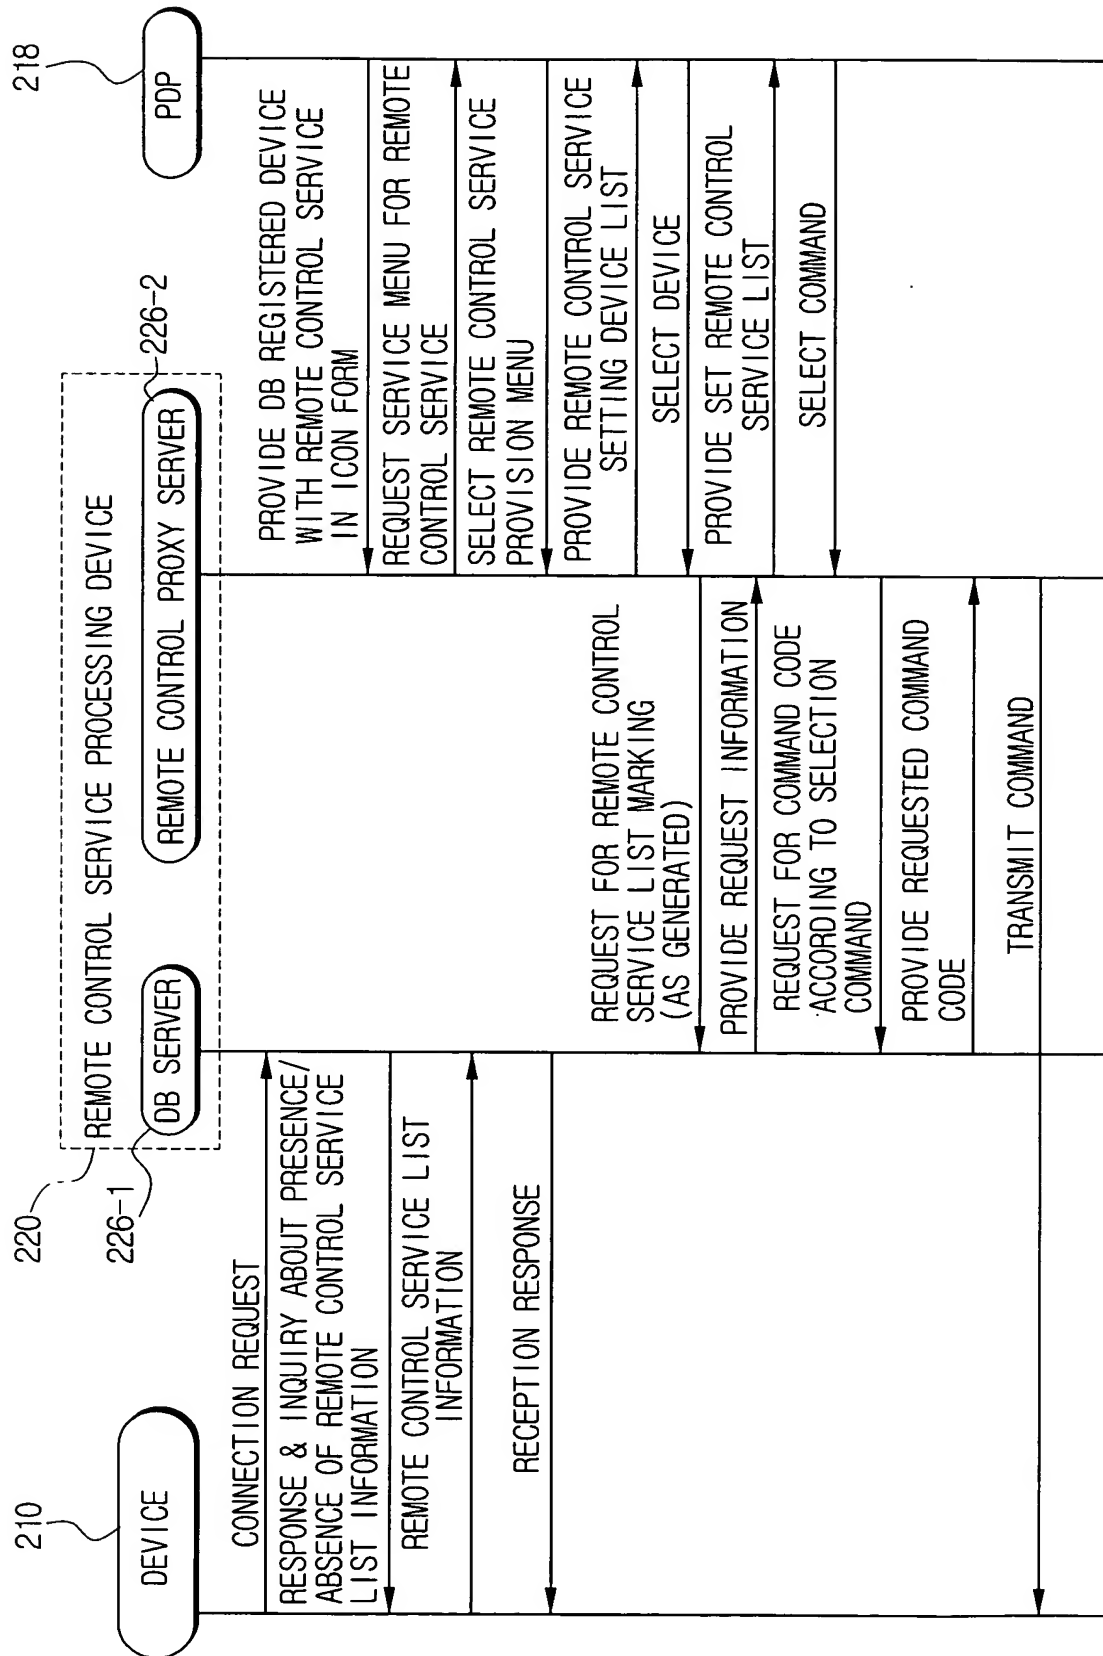 210
DEVICE
220
REMOTE CONTROL SERVICE PROCESSING DEVICE
226-1
DB SERVER
REMOTE CONTROL PROXY SERVER
226-2
218
PDP
CONNECTION REQUEST
RESPONSE & INQUIRY ABOUT PRESENCE/
ABSENCE OF REMOTE CONTROL SERVICE
LIST INFORMATION
REMOTE CONTROL SERVICE LIST
INFORMATION
RECEPTION RESPONSE
PROVIDE DB REGISTERED DEVICE
WITH REMOTE CONTROL SERVICE
IN ICON FORM
REQUEST SERVICE MENU FOR REMOTE
CONTROL SERVICE
SELECT REMOTE CONTROL SERVICE
PROVISION MENU
PROVIDE REMOTE CONTROL SERVICE
SETTING DEVICE LIST
SELECT DEVICE
REQUEST FOR REMOTE CONTROL
SERVICE LIST MARKING
(AS GENERATED)
PROVIDE REQUEST INFORMATION
PROVIDE SET REMOTE CONTROL
SERVICE LIST
SELECT COMMAND
REQUEST FOR COMMAND CODE
ACCORDING TO SELECTION
COMMAND
PROVIDE REQUESTED COMMAND
CODE
TRANSMIT COMMAND